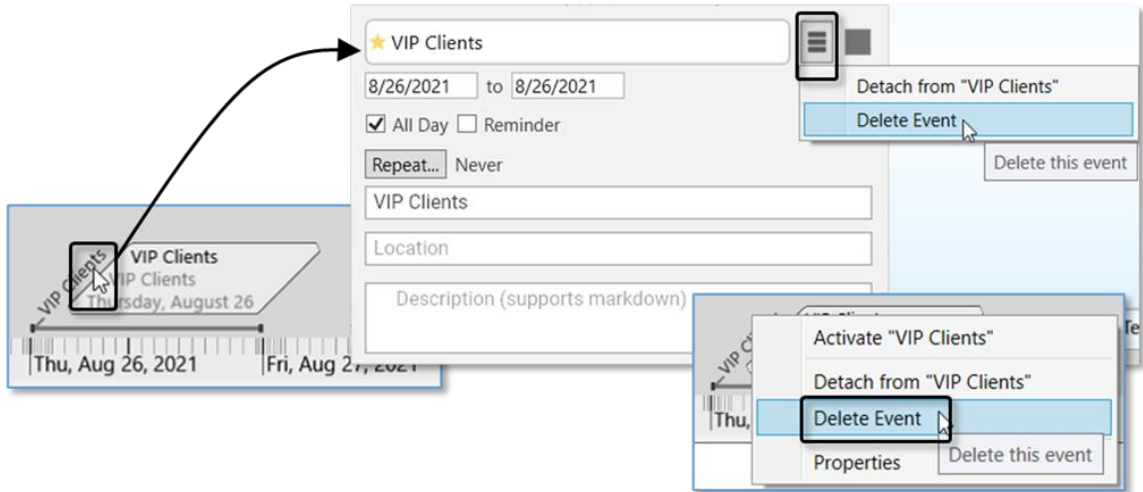 VIP Clients
8/26/2021 to 8/26/2021
All Day Reminder
Repeat... Never
VIP Clients
Location
Description (supports markdown)
Detach from "VIP Clients"
Delete Event
Delete this event
VIP Clients
VIP Clients
VIP Clients
Thursday, August 26
Thu, Aug 26, 2021
Fri, Aug 27, 2021
VIP
Thu,
Activate "VIP Clients"
Detach from "VIP Clients"
Delete Event
Delete this event
Properties
Te